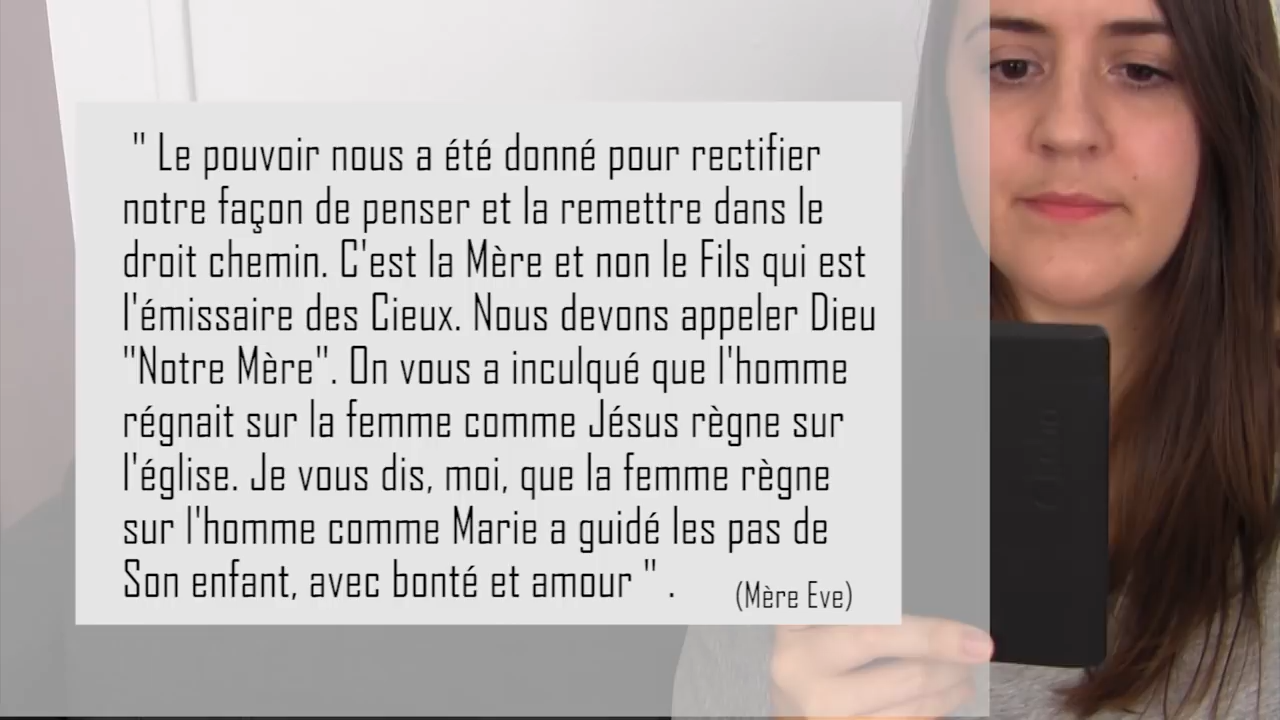 " Le pouvoir nous a été donné pour rectifier
notre façon de penser et la remettre dans le
droit chemin. C'est la Mère et non le Fils qui est
l'émissaire des Cieux. Nous devons appeler Dieu
"Notre Mère". On vous a inculqué que l'homme
régnait sur la femme comme Jésus règne sur
l'église. Je vous dis, moi, que la femme règne
sur l'homme comme Marie a guidé les pas de
Son enfant, avec bonté et amour " .
(Mère Eve)